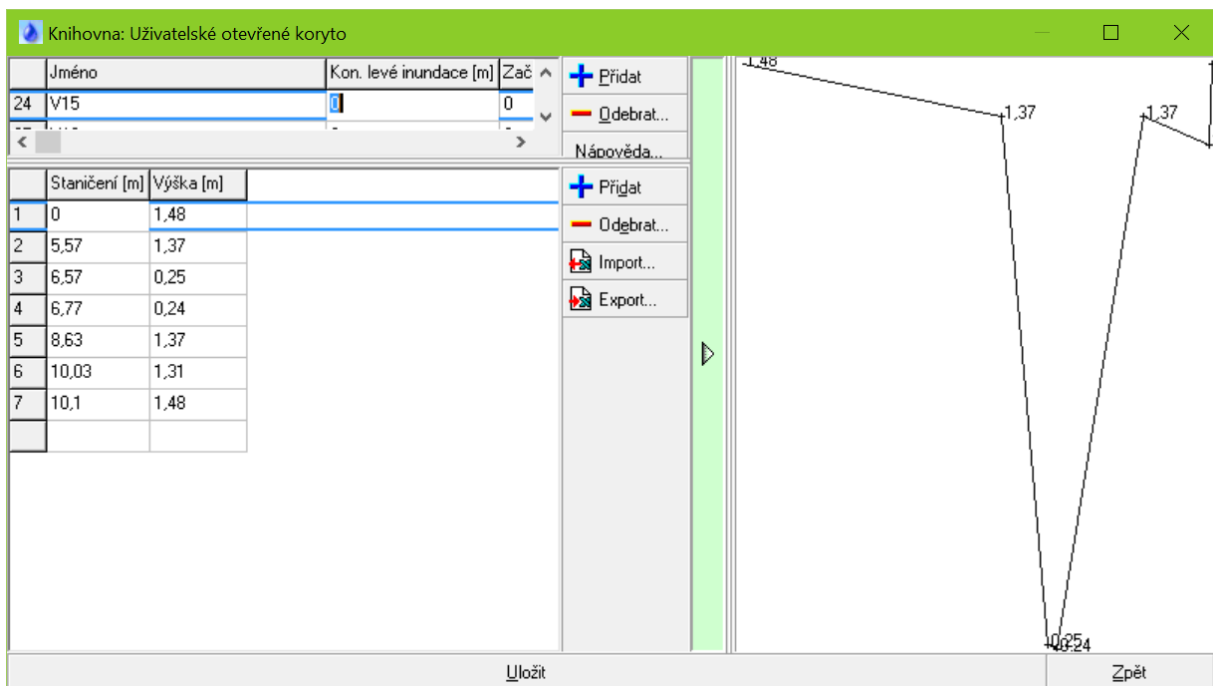 Knihovna: Uživatelské otevřené koryto
Jméno Kon. levé inundace [m] Zač
24 V15 0 0
Přidat
Odebrat...
Nápověda...
Staničení [m] Výška [m]
1 0 1,48
2 5,57 1,37
3 6,57 0,25
4 6,77 0,24
5 8,63 1,37
6 10,03 1,31
7 10,1 1,48
Přidat
Odebrat...
Import...
Export...
1,48
1,37
1,37
0,25
0,24
Uložit
Zpět